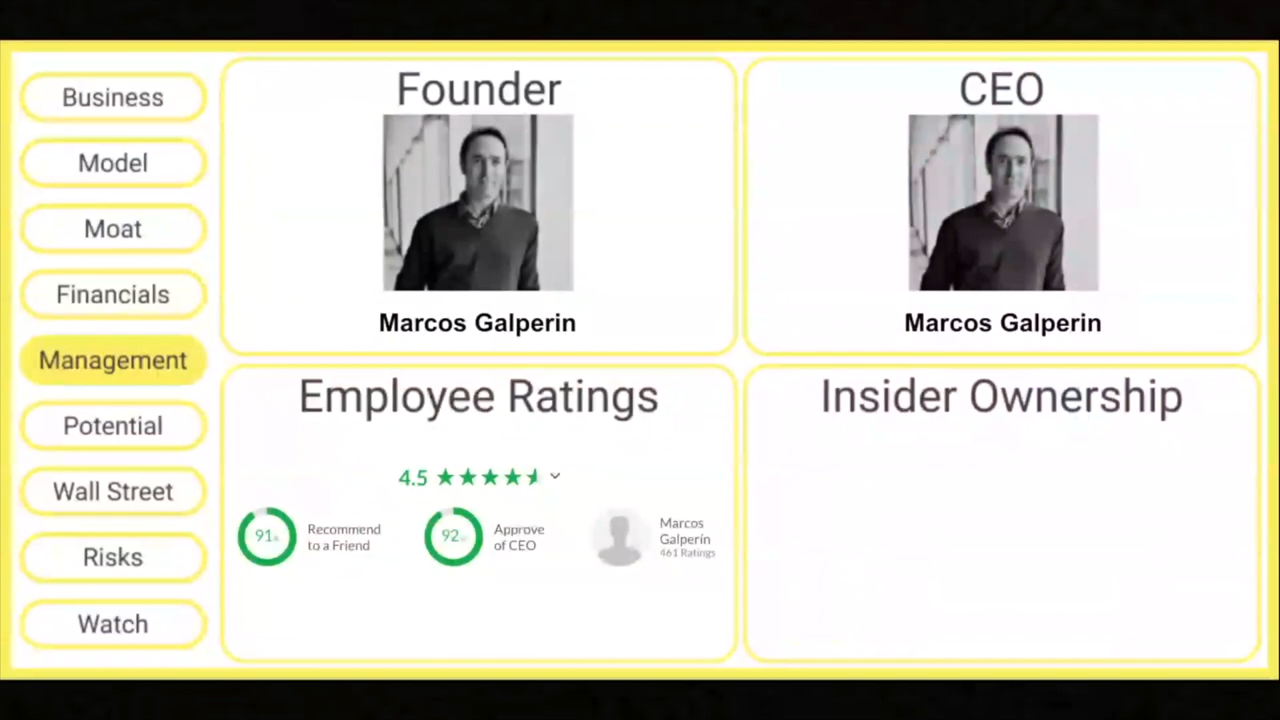 Business
Model
Moat
Financials
Management
Potential
Wall Street
Risks
Watch
Founder
Marcos Galperin
CEO
Marcos Galperin
Employee Ratings
4.5
91%
Recommend
to a Friend
92%
Approve
of CEO
Marcos
Galperín
461 Ratings
Insider Ownership